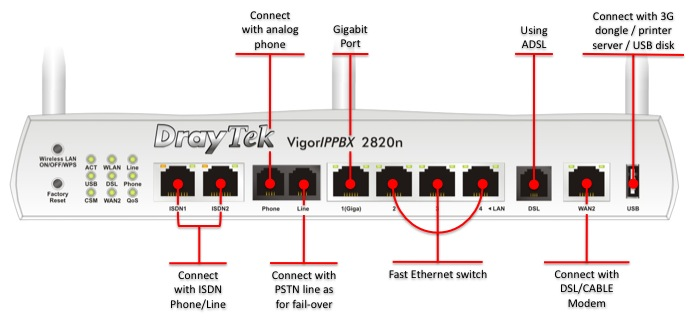 Connect
with analog
phone
Gigabit
Port
Using
ADSL
Connect with 3G
dongle / printer
server / USB disk
DrayTek VigorIPPBX 2820n
Wireless LAN
ON/OFF/WPS
Factory
Reset
ACT WLAN Line
USB DSL Phone
CSM WAN2 QoS
ISDN1 ISDN2 Phone Line 1(Giga) 2 3 4 ◄LAN DSL WAN2 USB
Connect
with ISDN
Phone/Line
Connect with
PSTN line as
for fail-over
Fast Ethernet switch
Connect with
DSL/CABLE
Modem